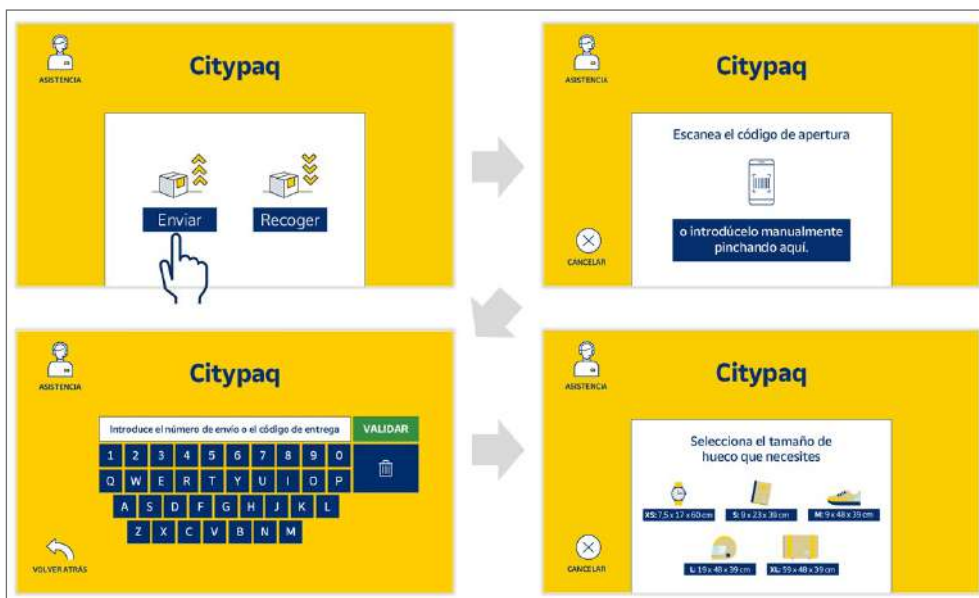 ASISTENCIA
Citypaq
Enviar
Recoger
ASISTENCIA
Citypaq
Escanea el código de apertura
o introdúcelo manualmente
pinchando aquí.
CANCELAR
ASISTENCIA
Citypaq
Introduce el número de envío o el código de entrega
VALIDAR
1 2 3 4 5 6 7 8 9 0
Q W E R T Y U I O P
A S D F G H J K L
Z X C V B N M
VOLVER ATRÁS
ASISTENCIA
Citypaq
Selecciona el tamaño de
hueco que necesites
XS: 7,5 x 17 x 60 cm
S: 9 x 23 x 39 cm
M: 9 x 48 x 39 cm
L: 19 x 48 x 39 cm
XL: 59 x 48 x 39 cm
CANCELAR